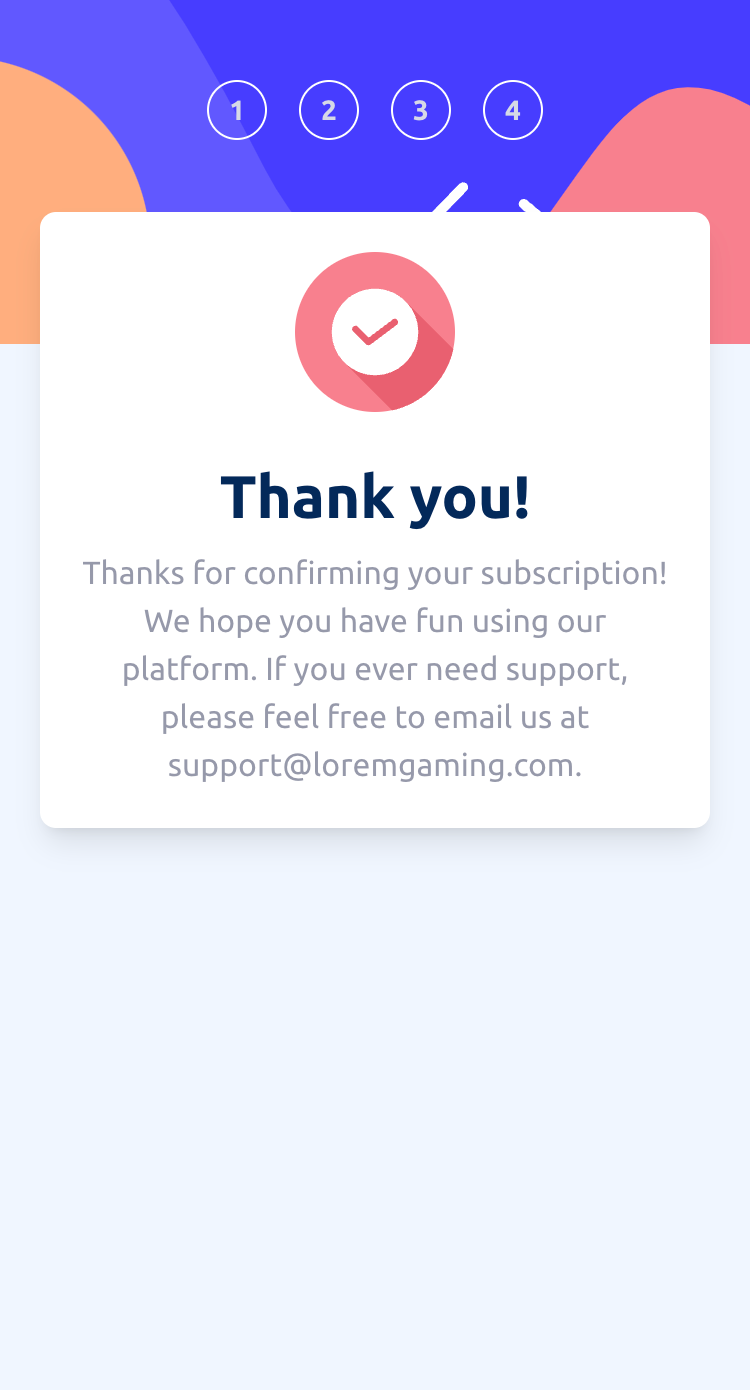 1 2 3 4
Thank you!
Thanks for confirming your subscription!
We hope you have fun using our
platform. If you ever need support,
please feel free to email us at
support@loremgaming.com.